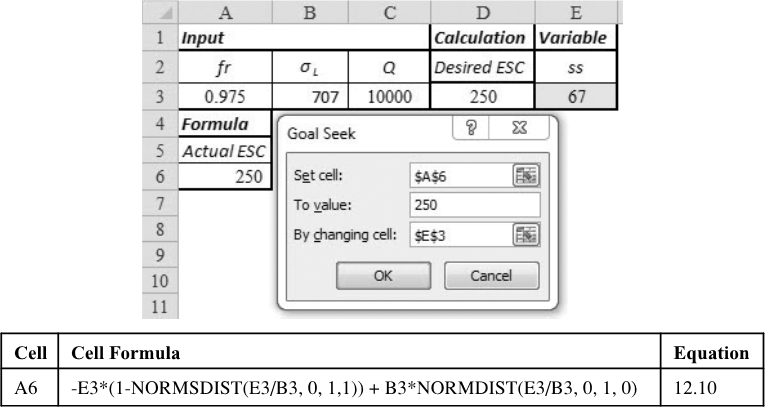 A B C D E
1 Input Calculation Variable
2 fr σL Q Desired ESC ss
3 0.975 707 10000 250 67
4 Formula
5 Actual ESC
6 250
7
8
9
10
11
Goal Seek
Set cell: $A$6
To value: 250
By changing cell: $E$3
OK Cancel
Cell Cell Formula Equation
A6 -E3*(1-NORMSDIST(E3/B3, 0, 1,1)) + B3*NORMDIST(E3/B3, 0, 1, 0) 12.10